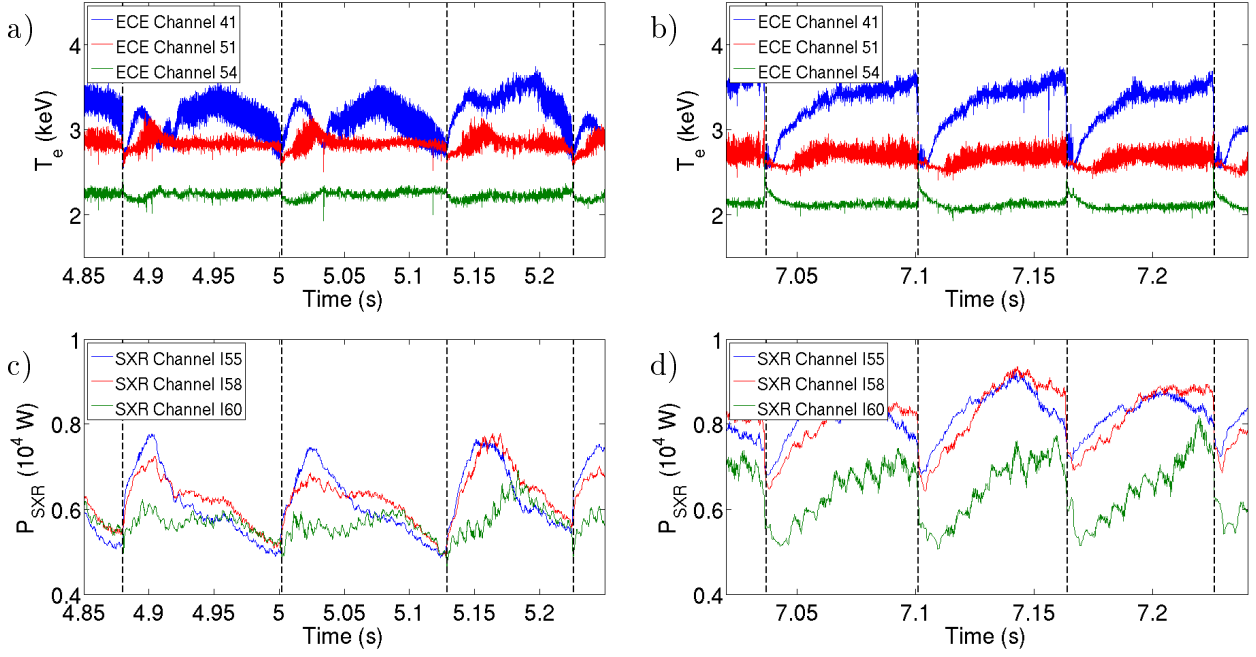 a)
ECE Channel 41
ECE Channel 51
ECE Channel 54
4
3
2
T_e (keV)
4.85 4.9 4.95 5 5.05 5.1 5.15 5.2
Time (s)
b)
ECE Channel 41
ECE Channel 51
ECE Channel 54
4
3
2
T_e (keV)
7.05 7.1 7.15 7.2
Time (s)
c)
SXR Channel I55
SXR Channel I58
SXR Channel I60
1
0.8
0.6
0.4
P_SXR (10^4 W)
4.85 4.9 4.95 5 5.05 5.1 5.15 5.2
Time (s)
d)
SXR Channel I55
SXR Channel I58
SXR Channel I60
1
0.8
0.6
0.4
P_SXR (10^4 W)
7.05 7.1 7.15 7.2
Time (s)